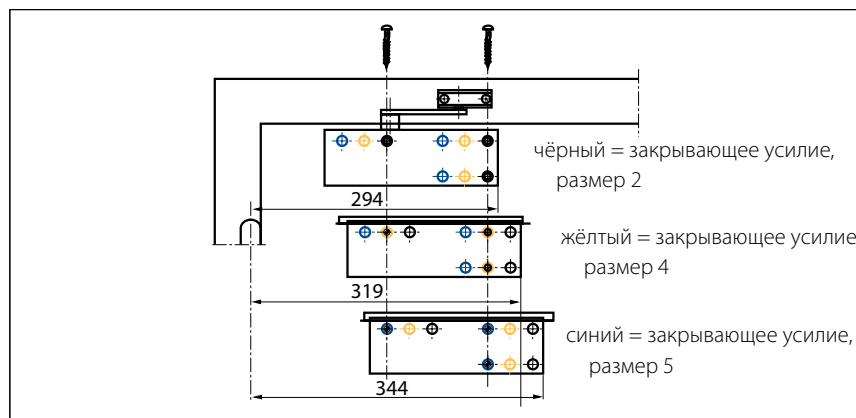 чёрный = закрывающее усилие,
размер 2
294
жёлтый = закрывающее усилие
размер 4
319
синий = закрывающее усилие,
размер 5
344